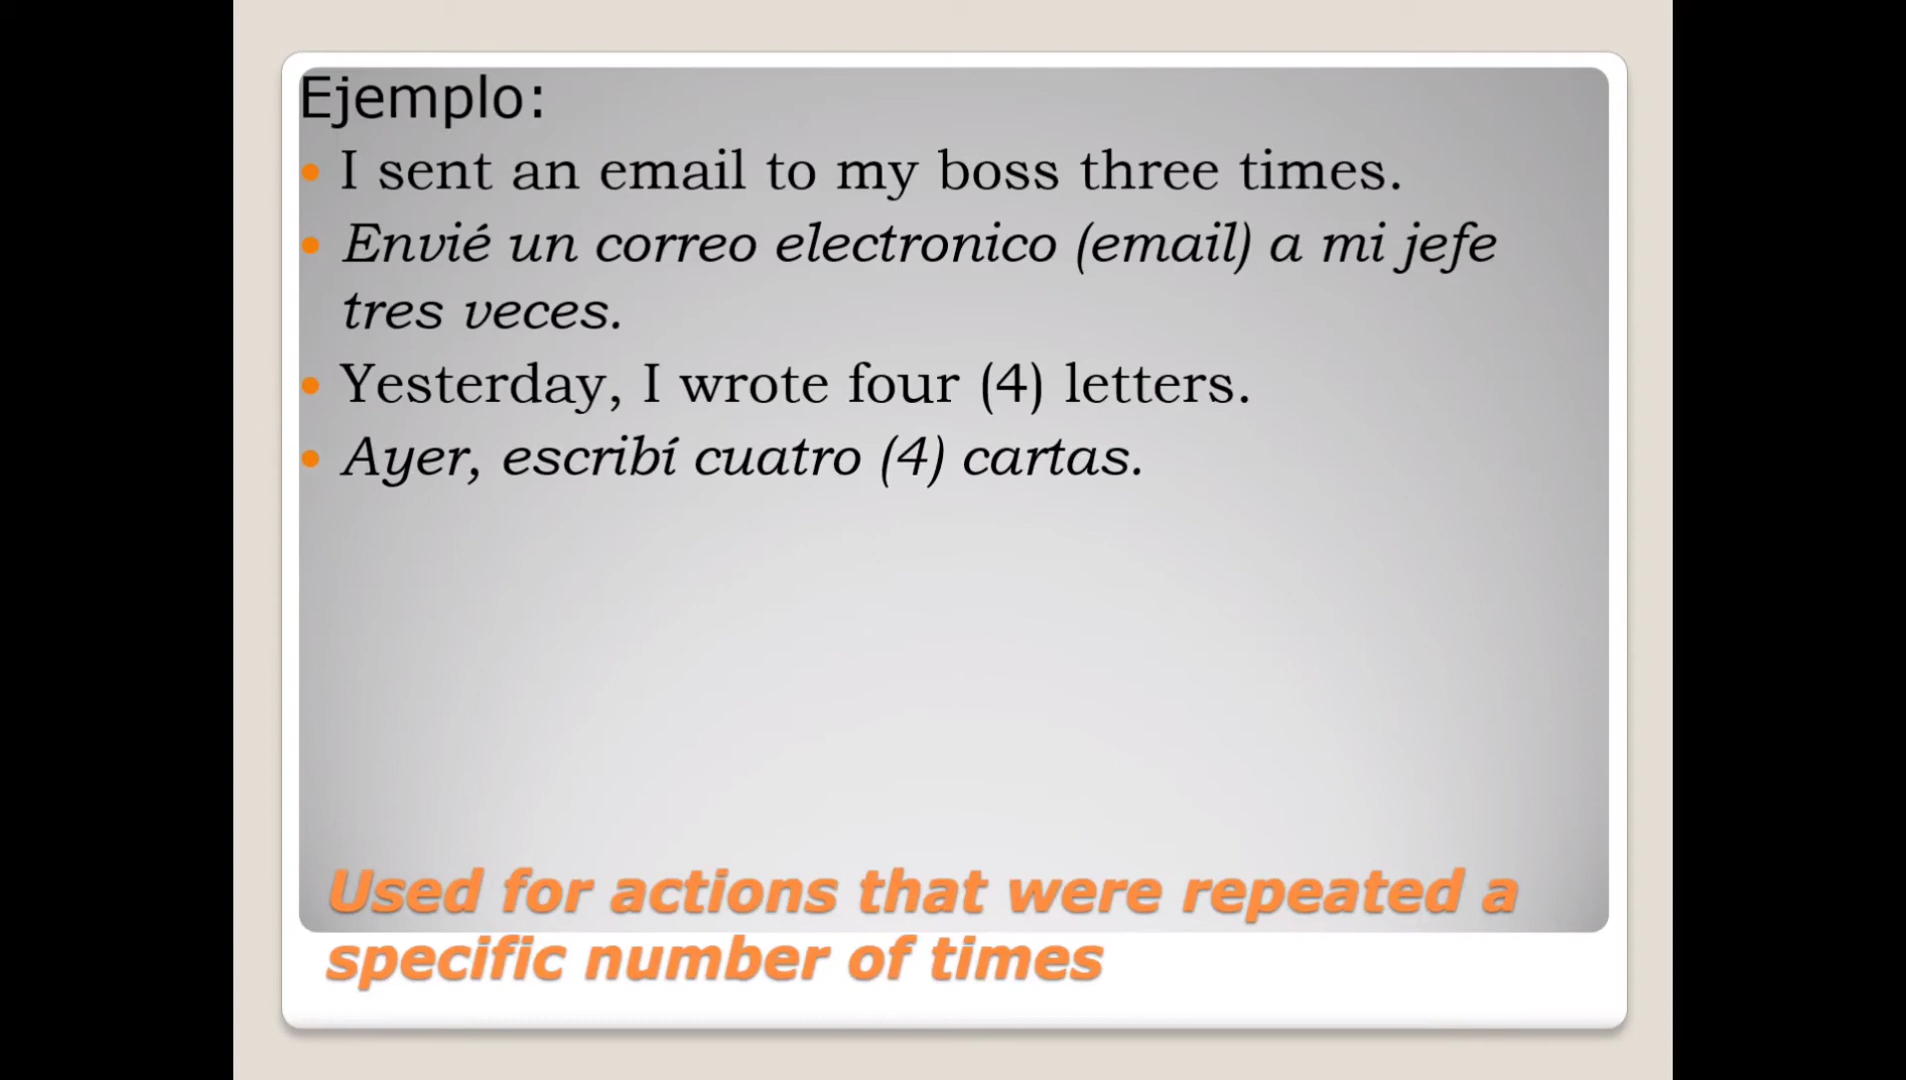 Ejemplo:
• I sent an email to my boss three times.
• Envié un correo electronico (email) a mi jefe
tres veces.
• Yesterday, I wrote four (4) letters.
• Ayer, escribí cuatro (4) cartas.
Used for actions that were repeated a
specific number of times